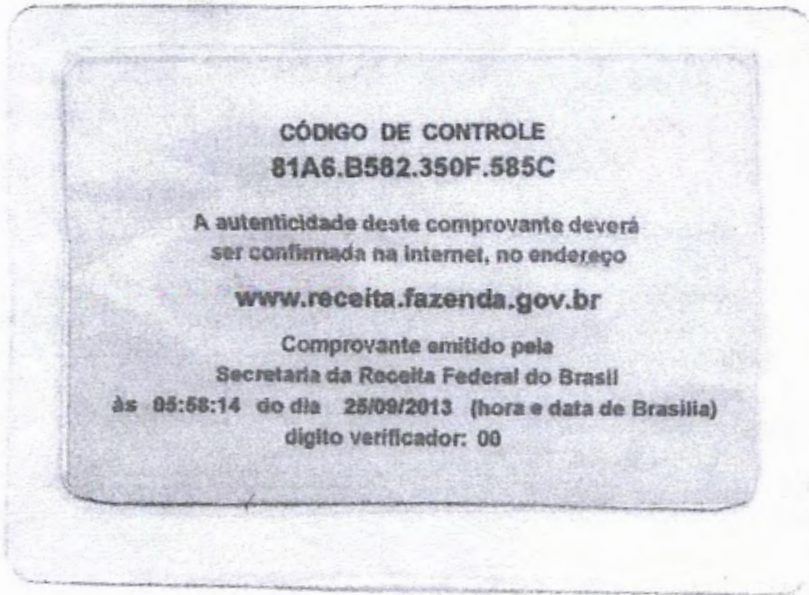 CÓDIGO DE CONTROLE
81A6.B582.350F.585C
A autenticidade deste comprovante deverá
ser confirmada na Internet, no endereço
www.receita.fazenda.gov.br
Comprovante emitido pela
Secretaria da Receita Federal do Brasil
às 05:58:14 do dia 25/09/2013 (hora e data de Brasília)
dígito verificador: 00